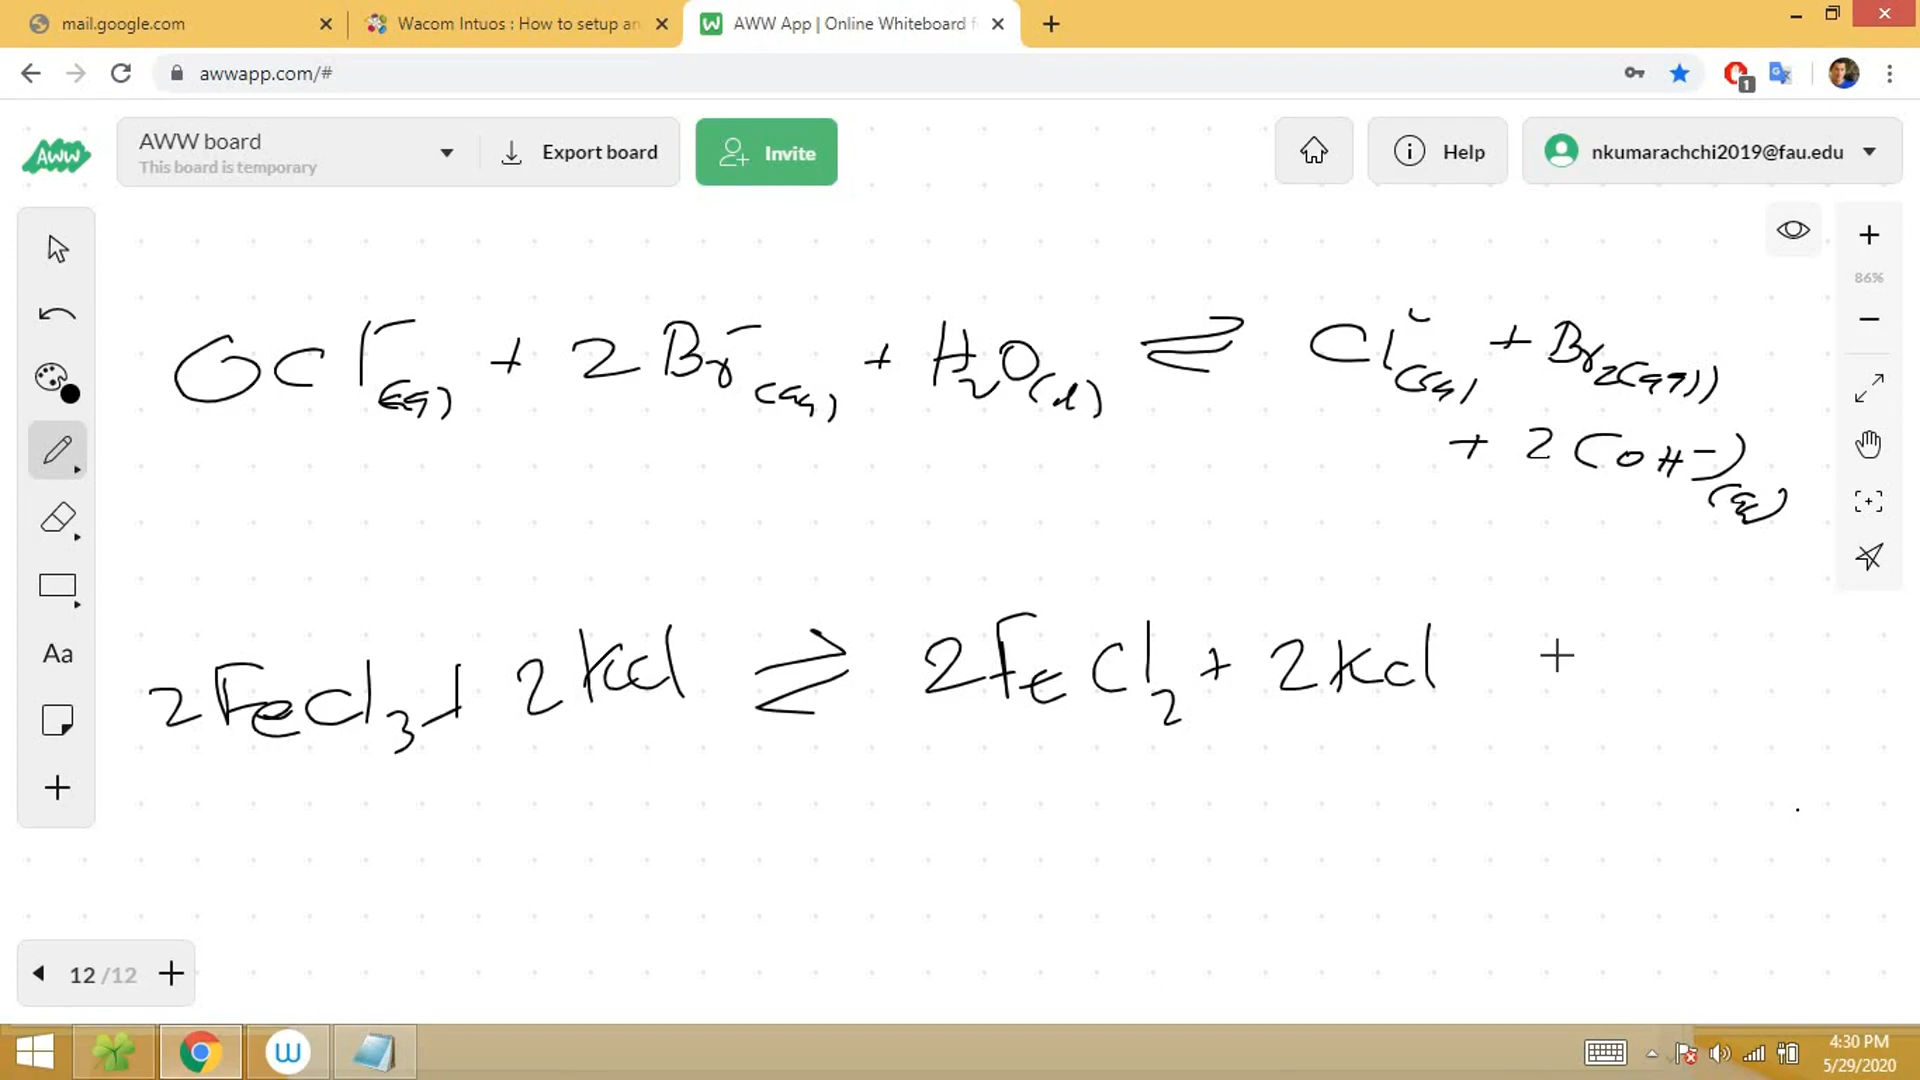 mail.google.com
Wacom Intuos : How to setup an
AWW App | Online Whiteboard f
awwapp.com/#
1
AWW
AWW board
This board is temporary
Export board
Invite
Help
nkumarachchi2019@fau.edu
86%
OCl⁻(aq) + 2Br⁻(aq) + H₂O(l) ⇌ Cl⁻(aq) + Br₂(aq)
+ 2(OH⁻)(aq)
2FeCl₃ + 2KCl ⇌ 2FeCl₂ + 2KCl
Aa
12 /12
W
4:30 PM
5/29/2020